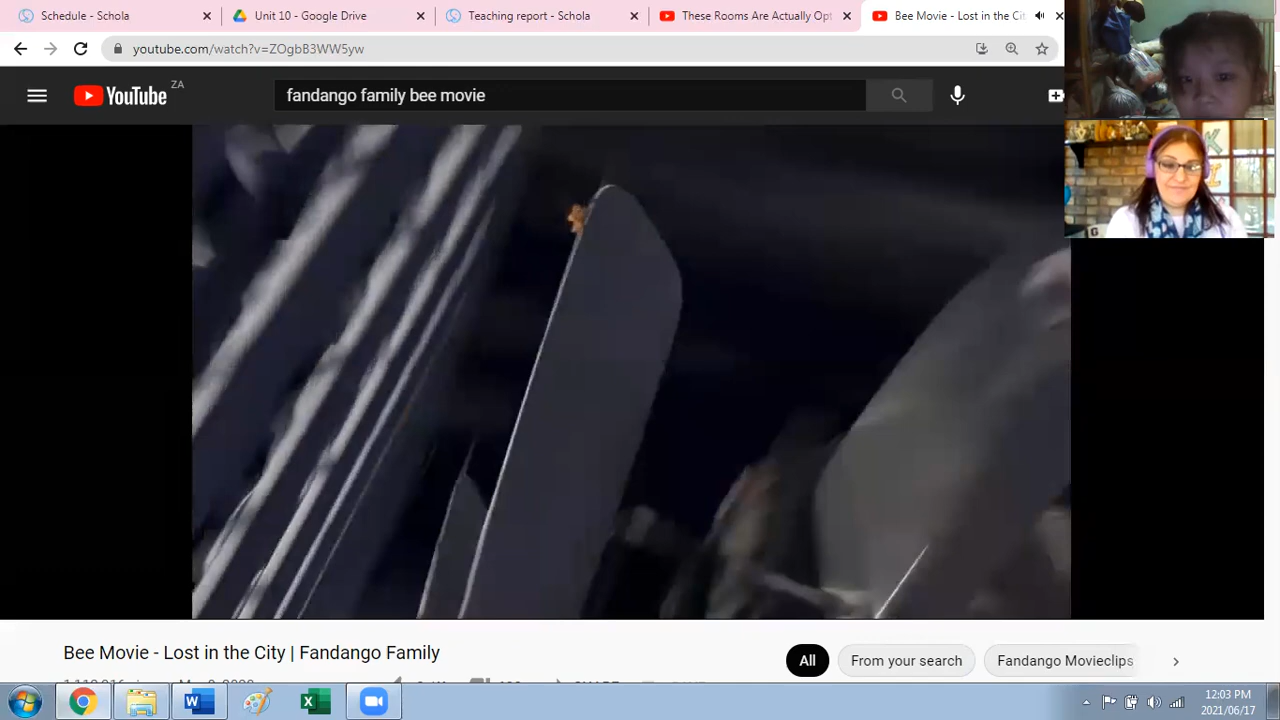 Schedule - Schola
Unit 10 - Google Drive
Teaching report - Schola
These Rooms Are Actually Op
Bee Movie - Lost in the Ci
youtube.com/watch?v=ZOgbB3WW5yw
YouTube ZA
fandango family bee movie
Bee Movie - Lost in the City | Fandango Family
All
From your search
Fandango Movieclips
12:03 PM
2021/06/17